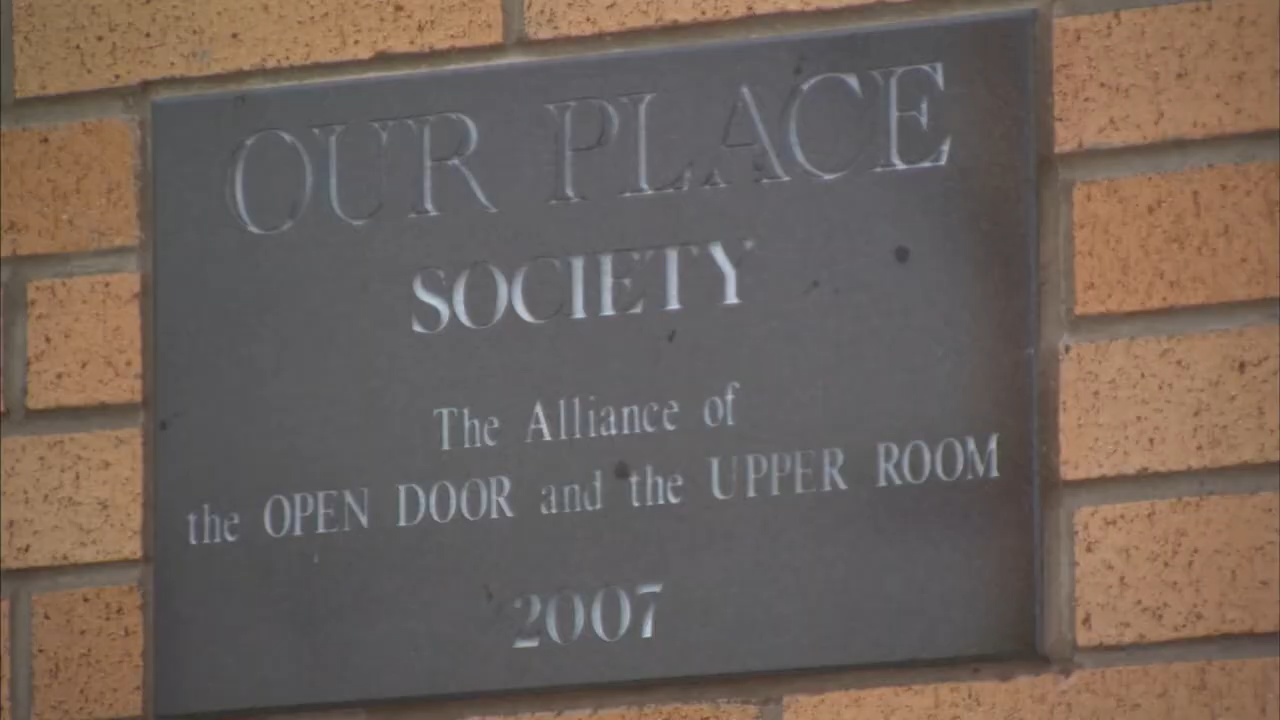 OUR PLACE
SOCIETY
The Alliance of
the OPEN DOOR and the UPPER ROOM
2007